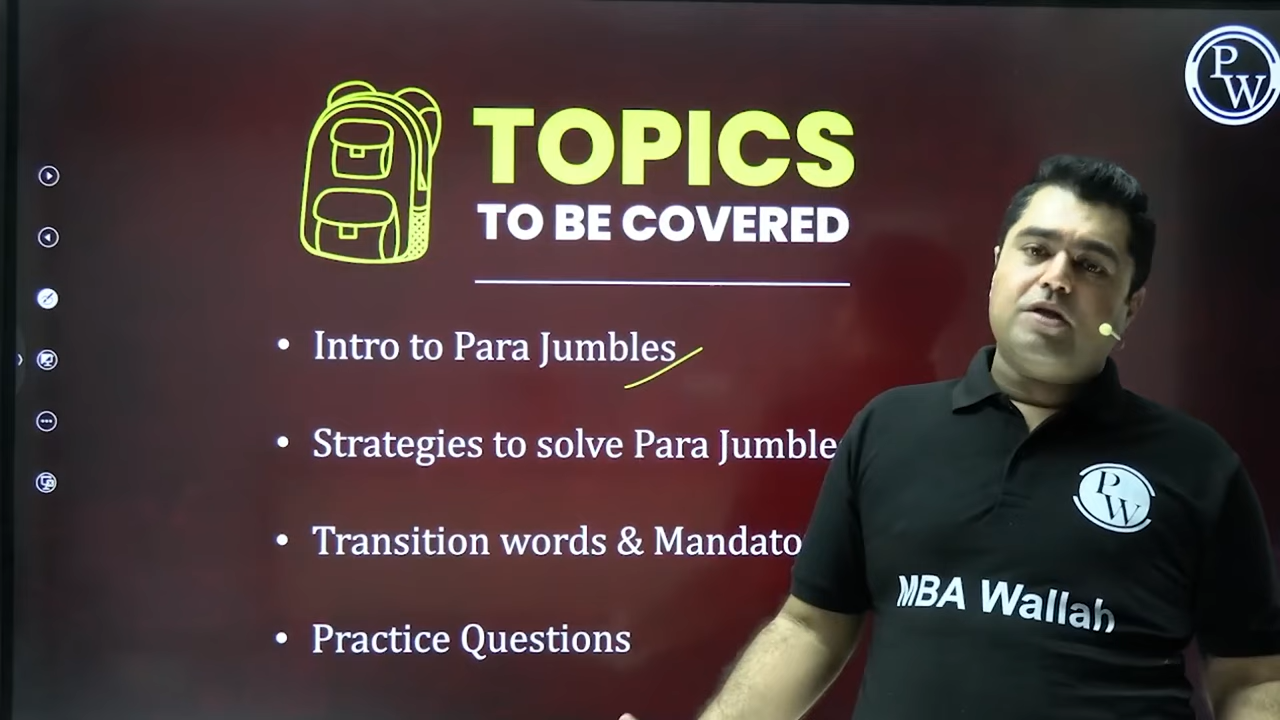 TOPICS
TO BE COVERED
• Intro to Para Jumbles
• Strategies to solve Para Jumble
• Transition words & Mandato
• Practice Questions
PW
PW
MBA Wallah